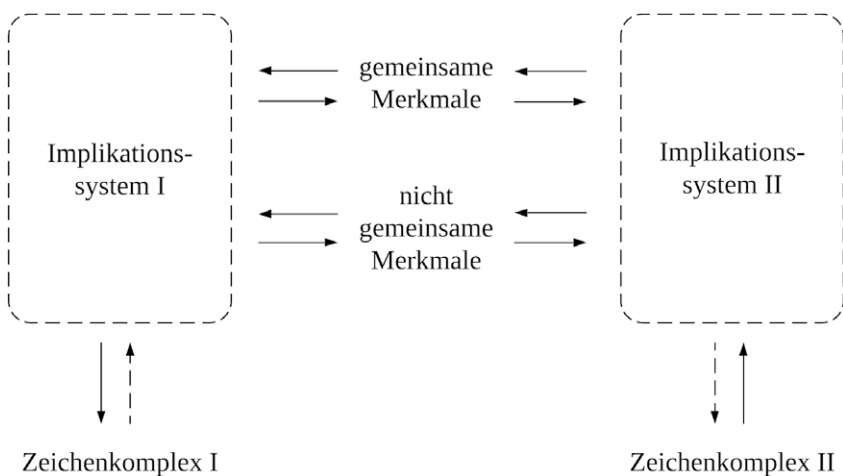 gemeinsame
Merkmale
Implikations-
system I
Implikations-
system II
nicht
gemeinsame
Merkmale
Zeichenkomplex I
Zeichenkomplex II